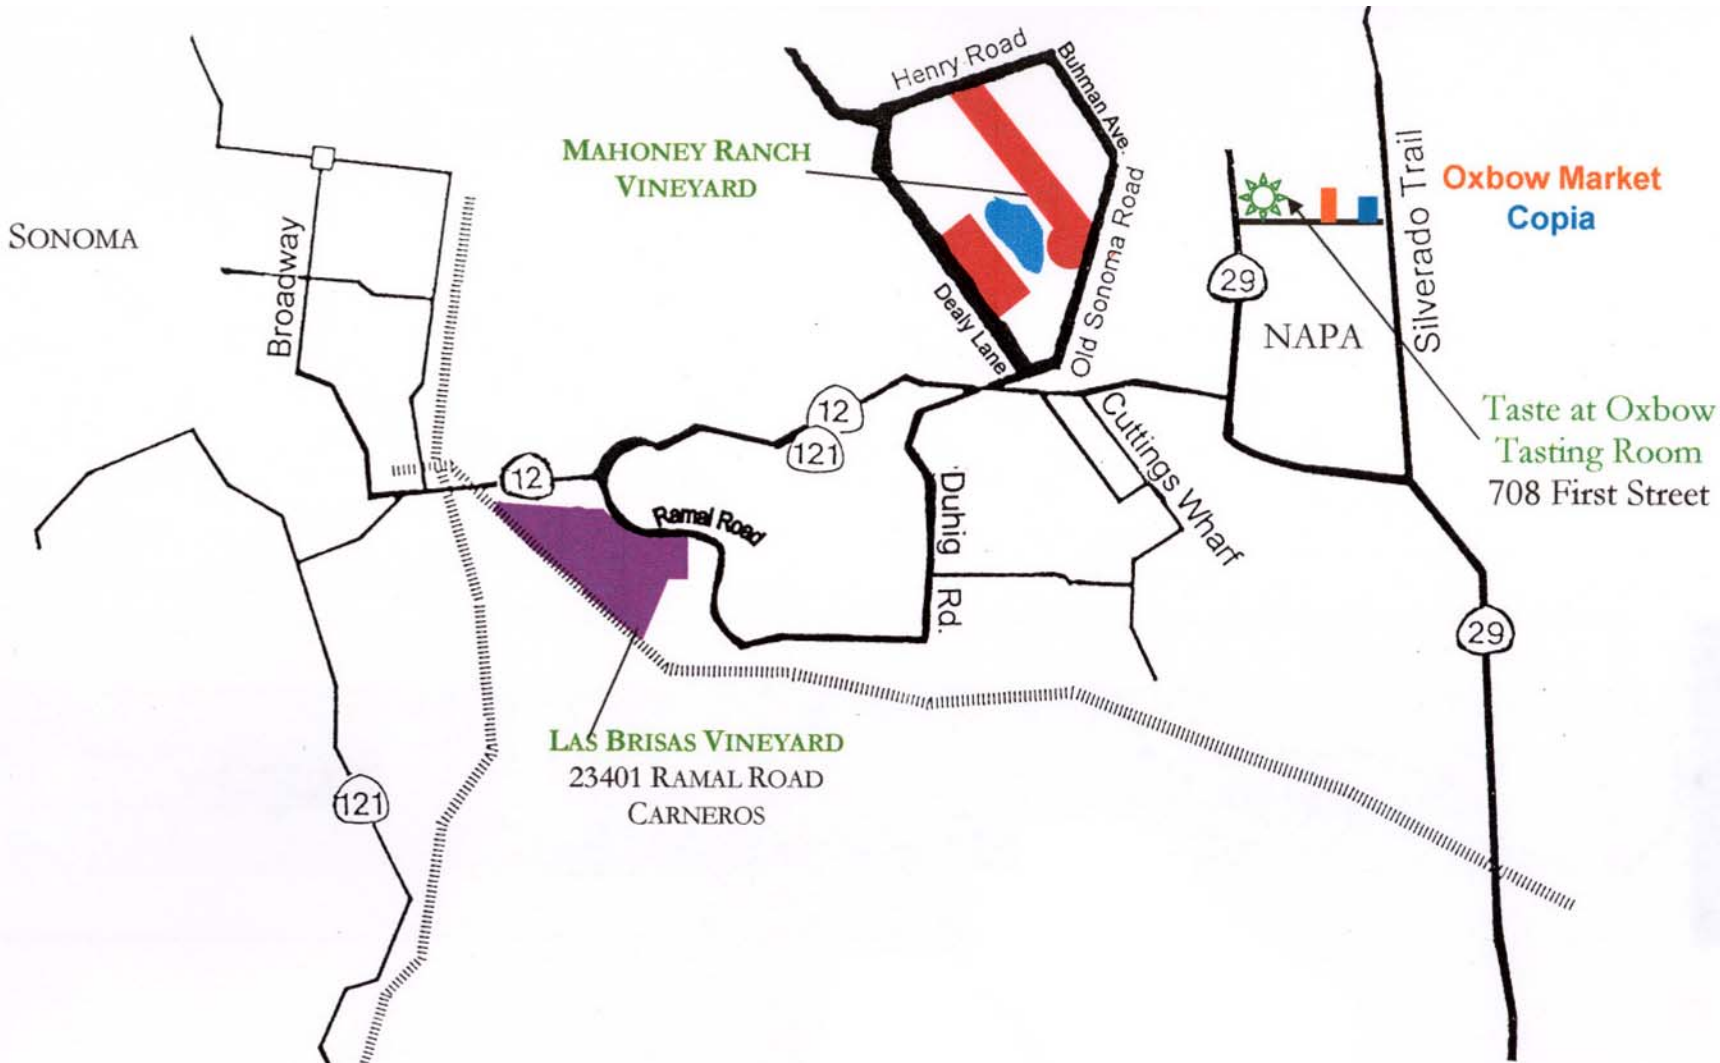 Henry Road
Buhman Ave.
MAHONEY RANCH
VINEYARD
Silverado Trail
Oxbow Market
Copia
SONOMA
Broadway
Old Sonoma Road
Dealy Lane
29
NAPA
12
121
Cuttings Wharf
Taste at Oxbow
Tasting Room
708 First Street
12
Ramal Road
Duhig Rd.
29
LAS BRISAS VINEYARD
23401 RAMAL ROAD
CARNEROS
121